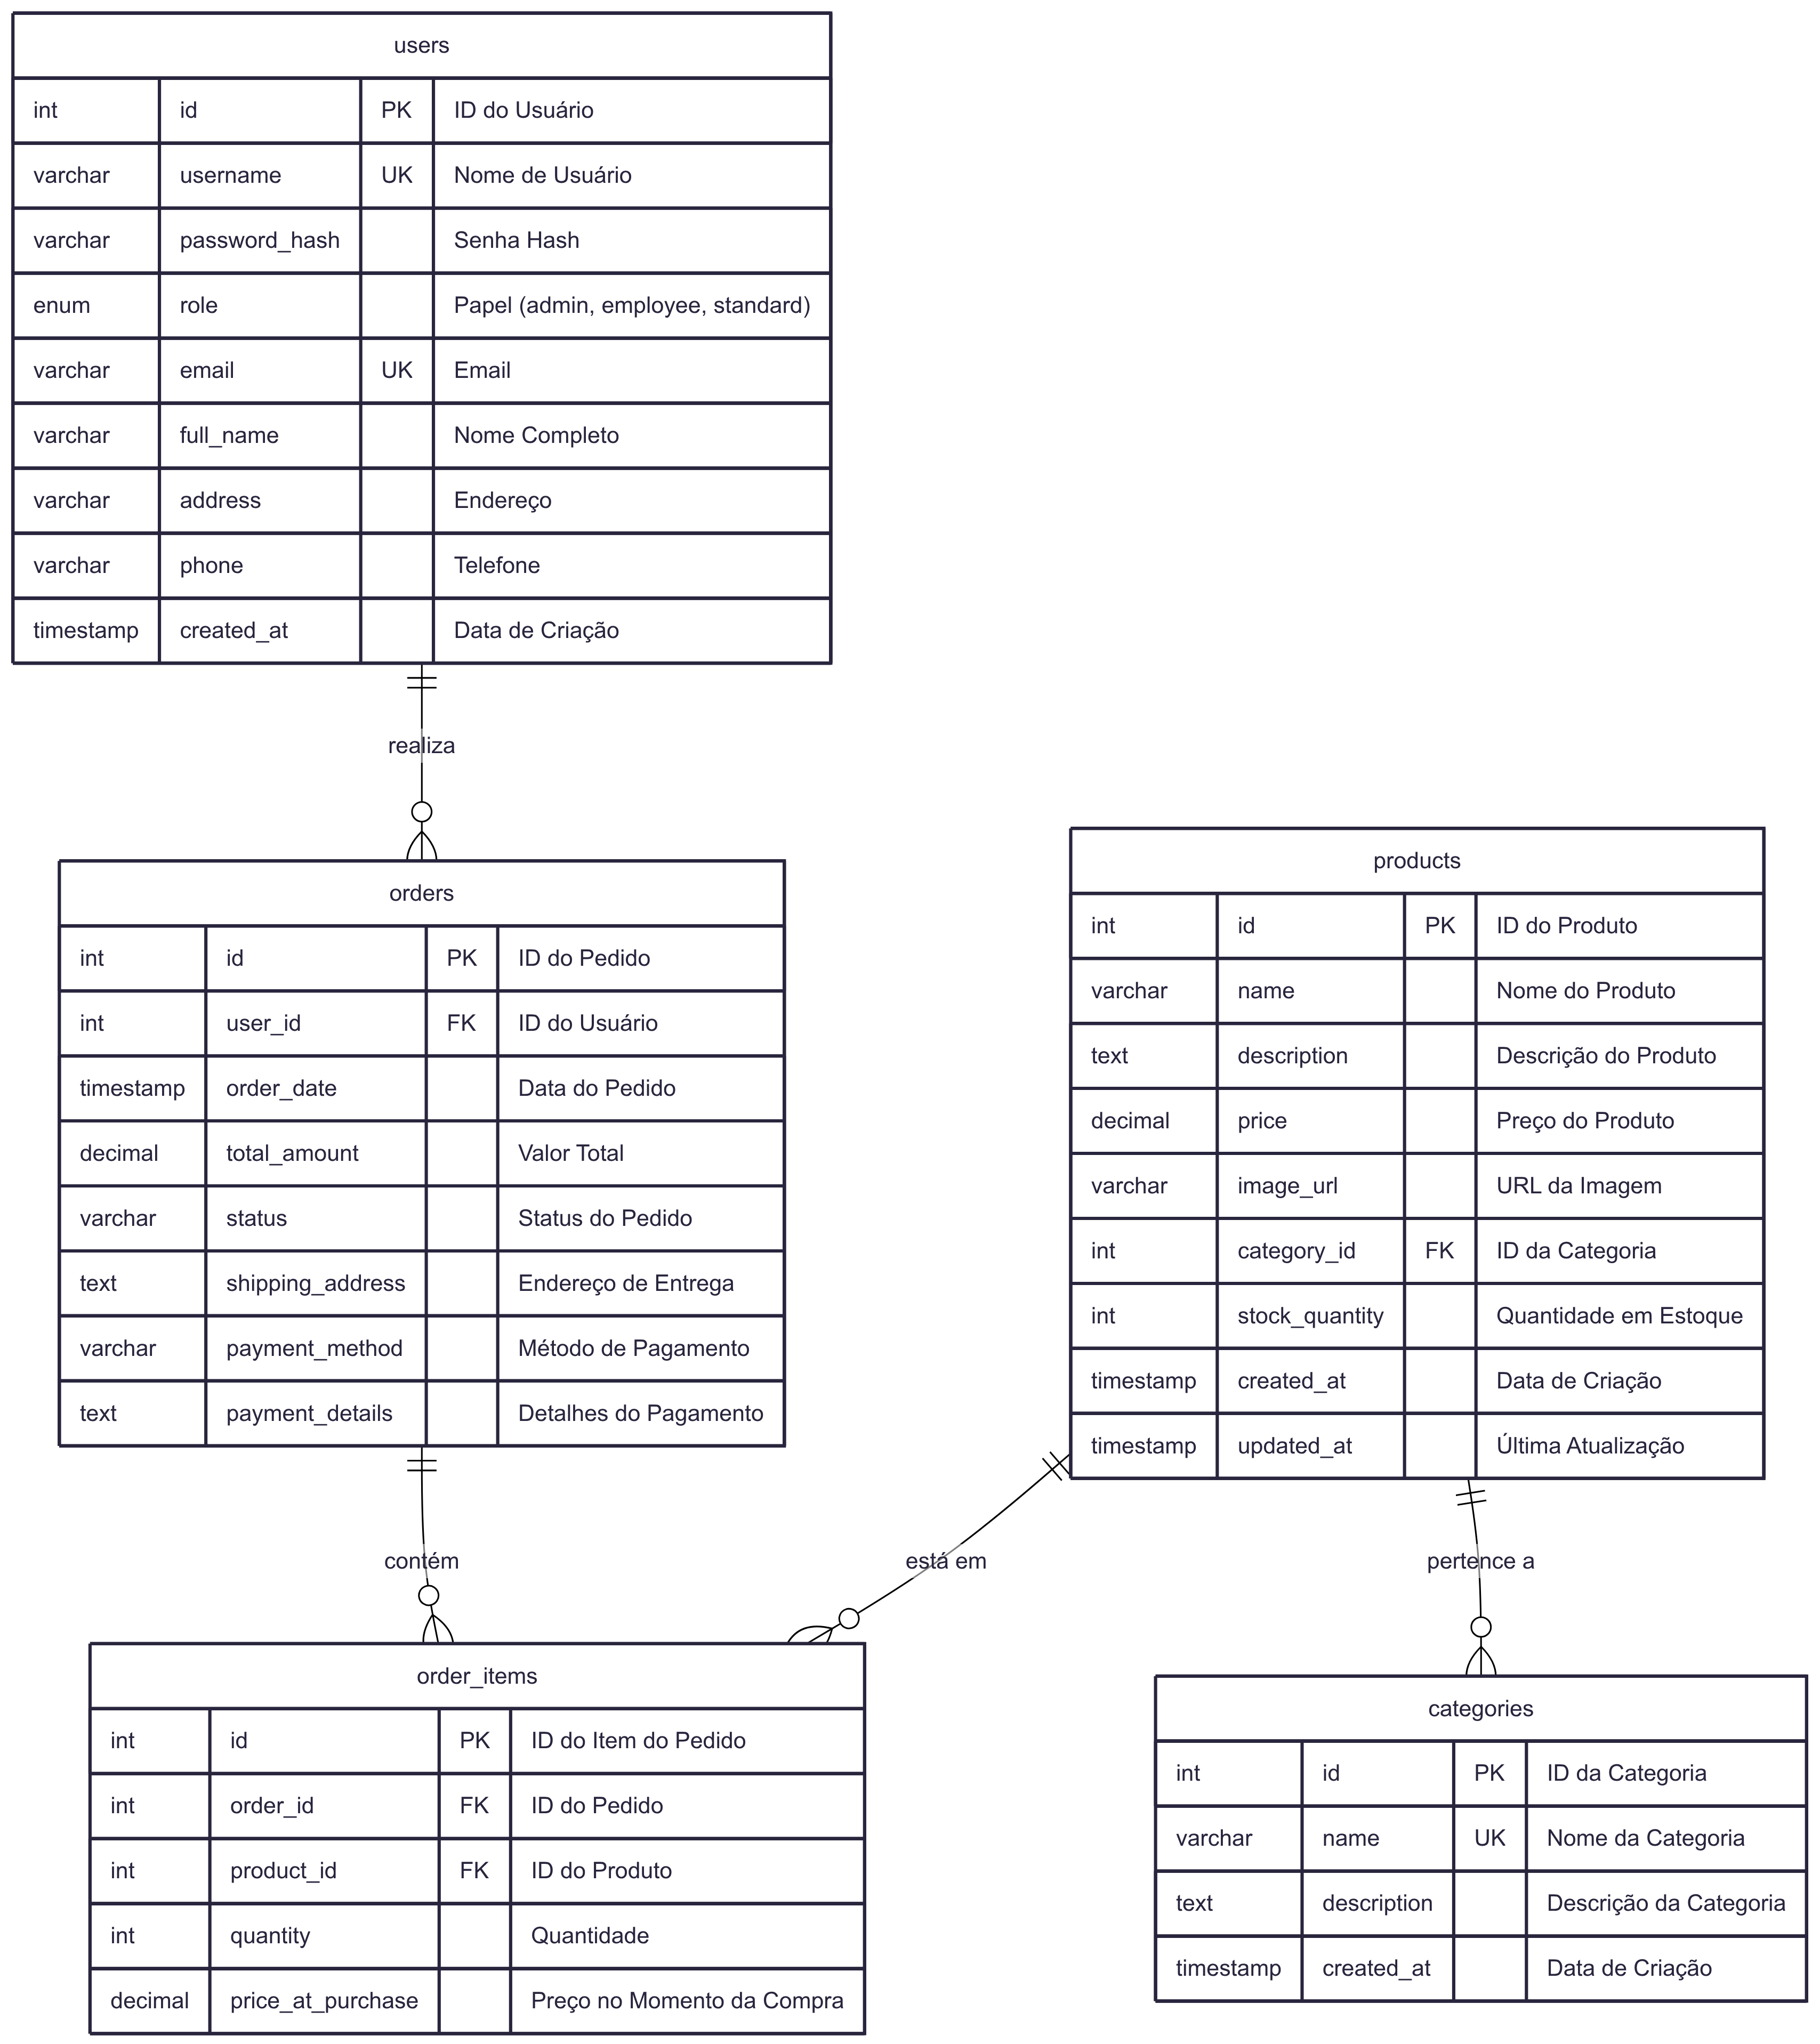 users
int id PK ID do Usuário
varchar username UK Nome de Usuário
varchar password_hash Senha Hash
enum role Papel (admin, employee, standard)
varchar email UK Email
varchar full_name Nome Completo
varchar address Endereço
varchar phone Telefone
timestamp created_at Data de Criação
realiza
orders
int id PK ID do Pedido
int user_id FK ID do Usuário
timestamp order_date Data do Pedido
decimal total_amount Valor Total
varchar status Status do Pedido
text shipping_address Endereço de Entrega
varchar payment_method Método de Pagamento
text payment_details Detalhes do Pagamento
products
int id PK ID do Produto
varchar name Nome do Produto
text description Descrição do Produto
decimal price Preço do Produto
varchar image_url URL da Imagem
int category_id FK ID da Categoria
int stock_quantity Quantidade em Estoque
timestamp created_at Data de Criação
timestamp updated_at Última Atualização
contém
está em
pertence a
order_items
int id PK ID do Item do Pedido
int order_id FK ID do Pedido
int product_id FK ID do Produto
int quantity Quantidade
decimal price_at_purchase Preço no Momento da Compra
categories
int id PK ID da Categoria
varchar name UK Nome da Categoria
text description Descrição da Categoria
timestamp created_at Data de Criação